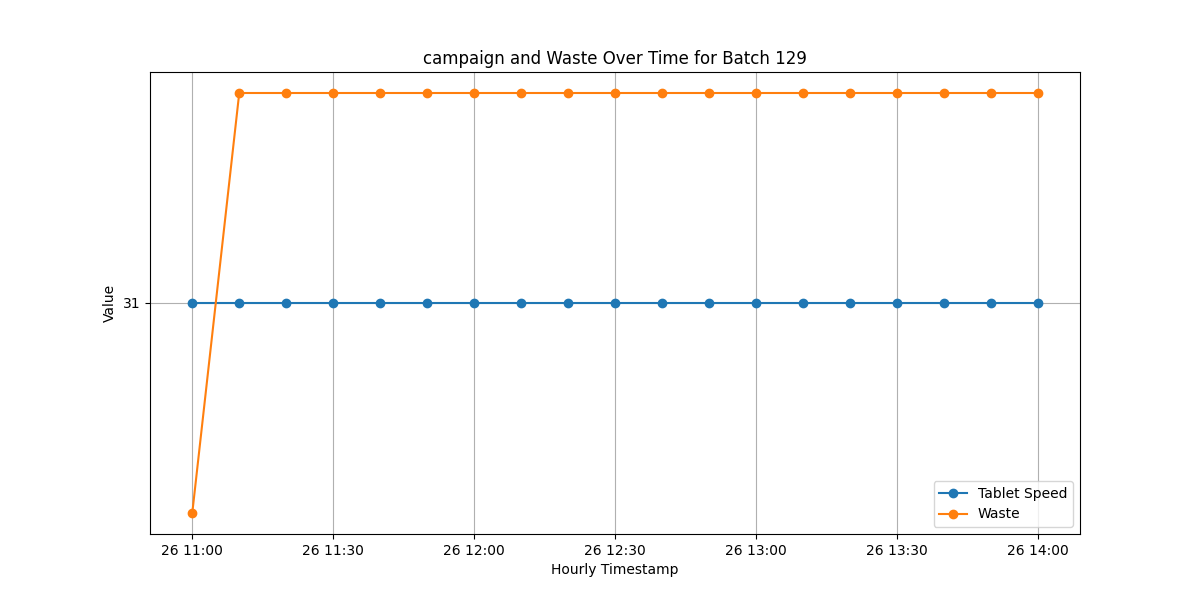 campaign and Waste Over Time for Batch 129
Value
31
Tablet Speed
Waste
26 11:00 26 11:30 26 12:00 26 12:30 26 13:00 26 13:30 26 14:00
Hourly Timestamp